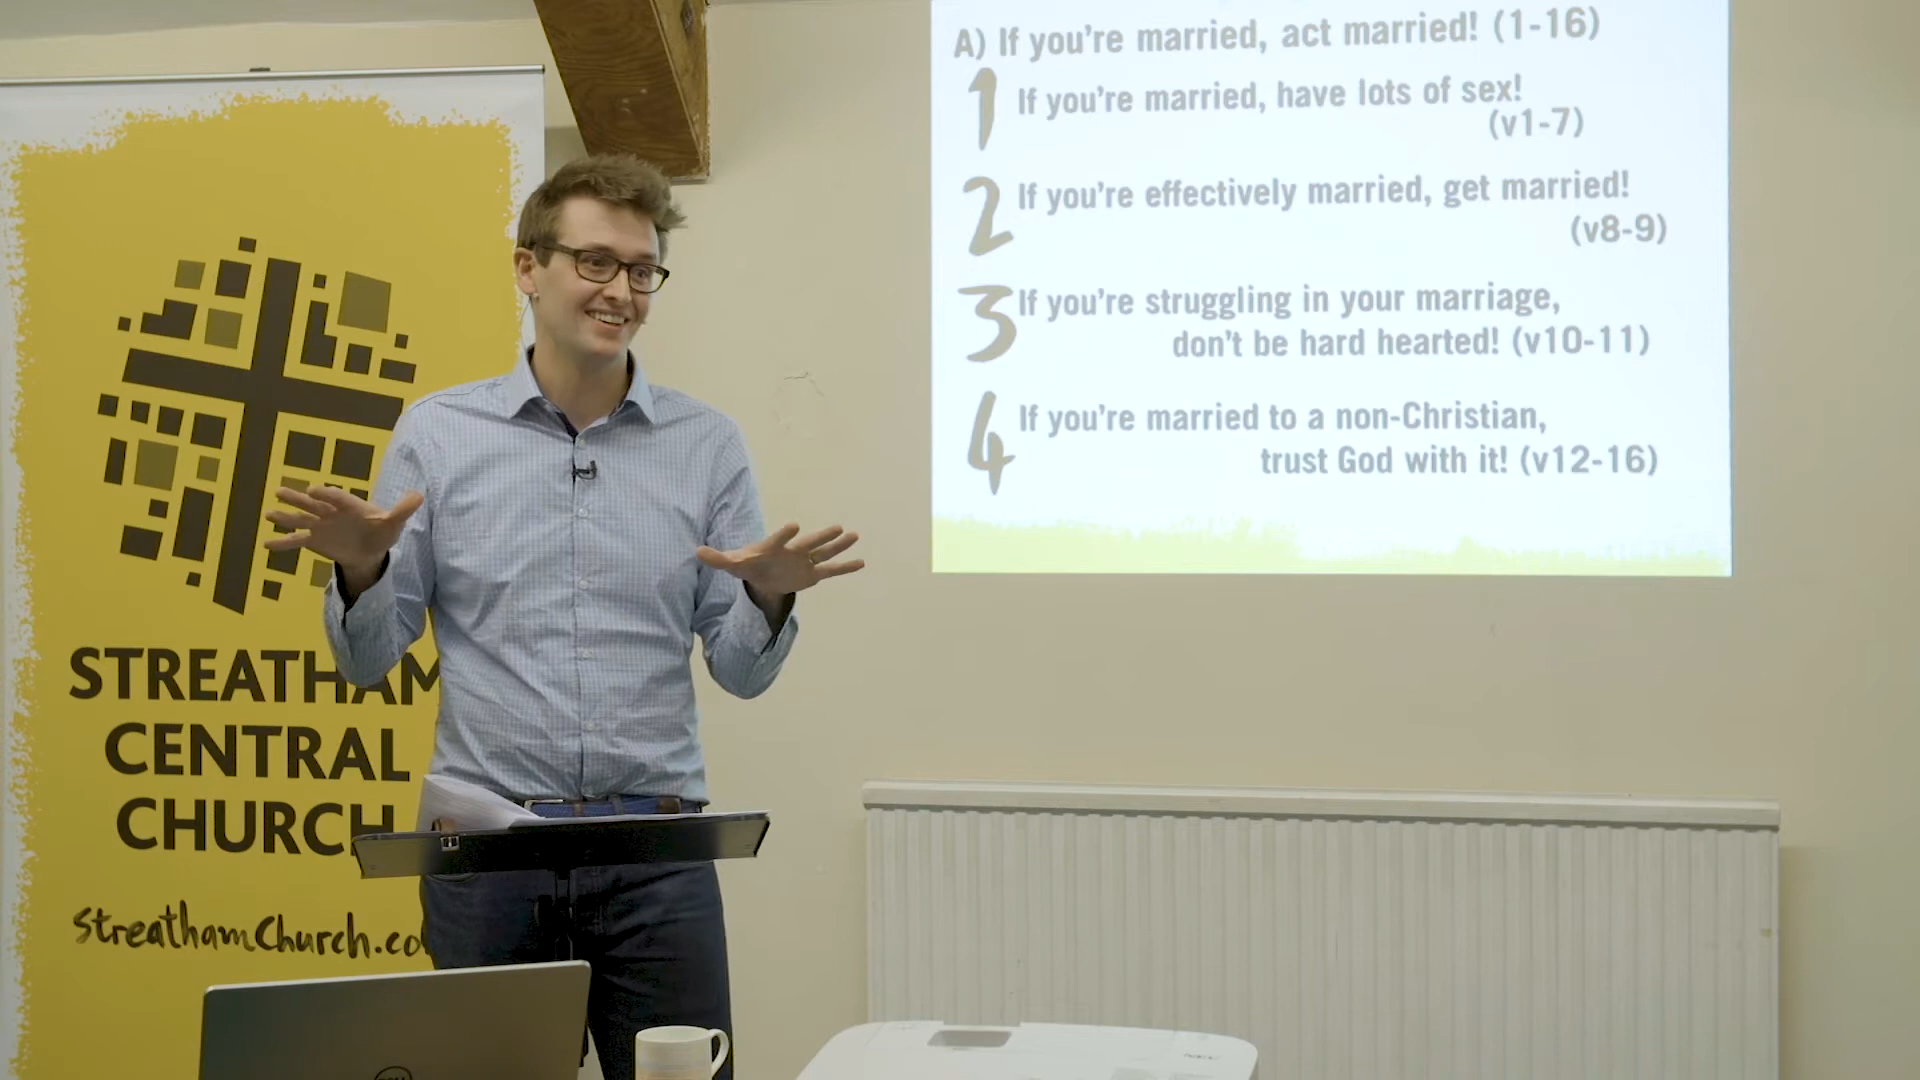 A) If you're married, act married! (1-16)
1 If you're married, have lots of sex!
(v1-7)
2 If you're effectively married, get married!
(v8-9)
3 If you're struggling in your marriage,
don't be hard hearted! (v10-11)
4 If you're married to a non-Christian,
trust God with it! (v12-16)
STREATHAM
CENTRAL
CHURCH
streathamChurch.co
DELL
NEC